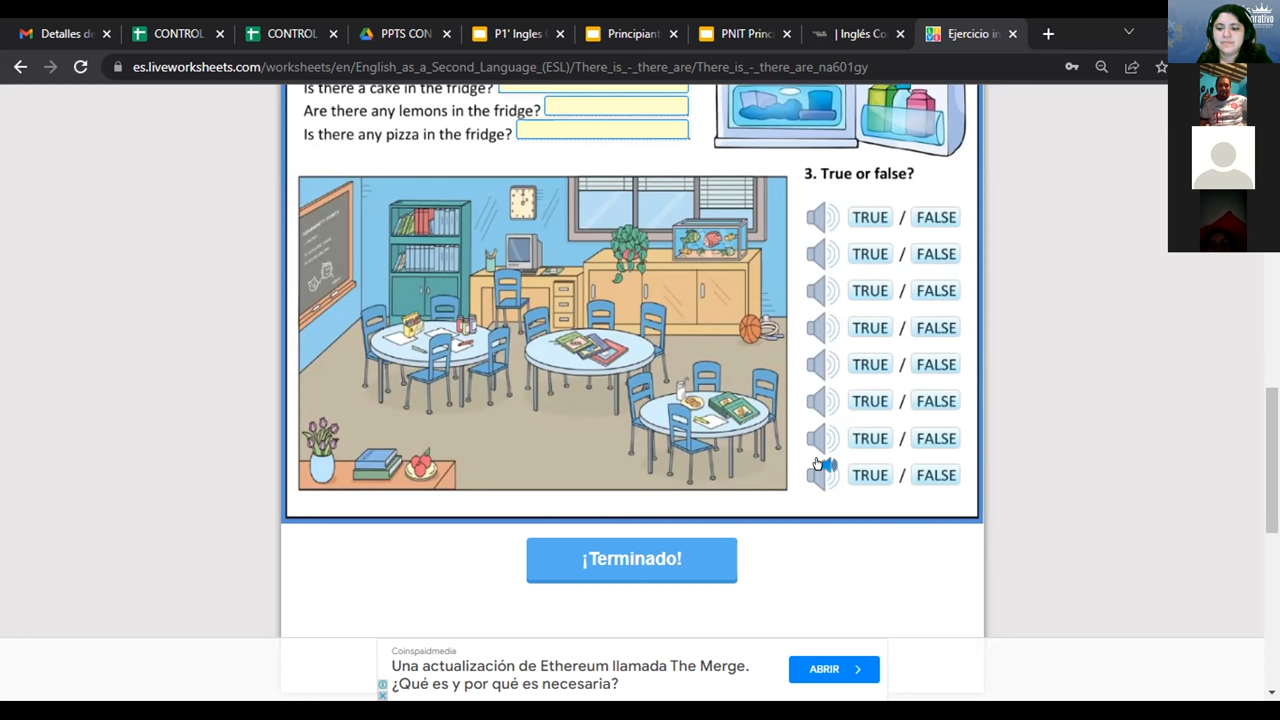 Detalles de
CONTROL
CONTROL
PPTS CON
P1' Ingles
Principiant
PNIT Princ
| Inglés Co
Ejercicio in
es.liveworksheets.com/worksheets/en/English_as_a_Second_Language_(ESL)/There_is_-_there_are/There_is_-_there_are_na601gy
Is there a cake in the fridge?
Are there any lemons in the fridge?
Is there any pizza in the fridge?
3. True or false?
TRUE / FALSE
TRUE / FALSE
TRUE / FALSE
TRUE / FALSE
TRUE / FALSE
TRUE / FALSE
TRUE / FALSE
TRUE / FALSE
¡Terminado!
Coinspaidmedia
Una actualización de Ethereum llamada The Merge.
¿Qué es y por qué es necesaria?
ABRIR